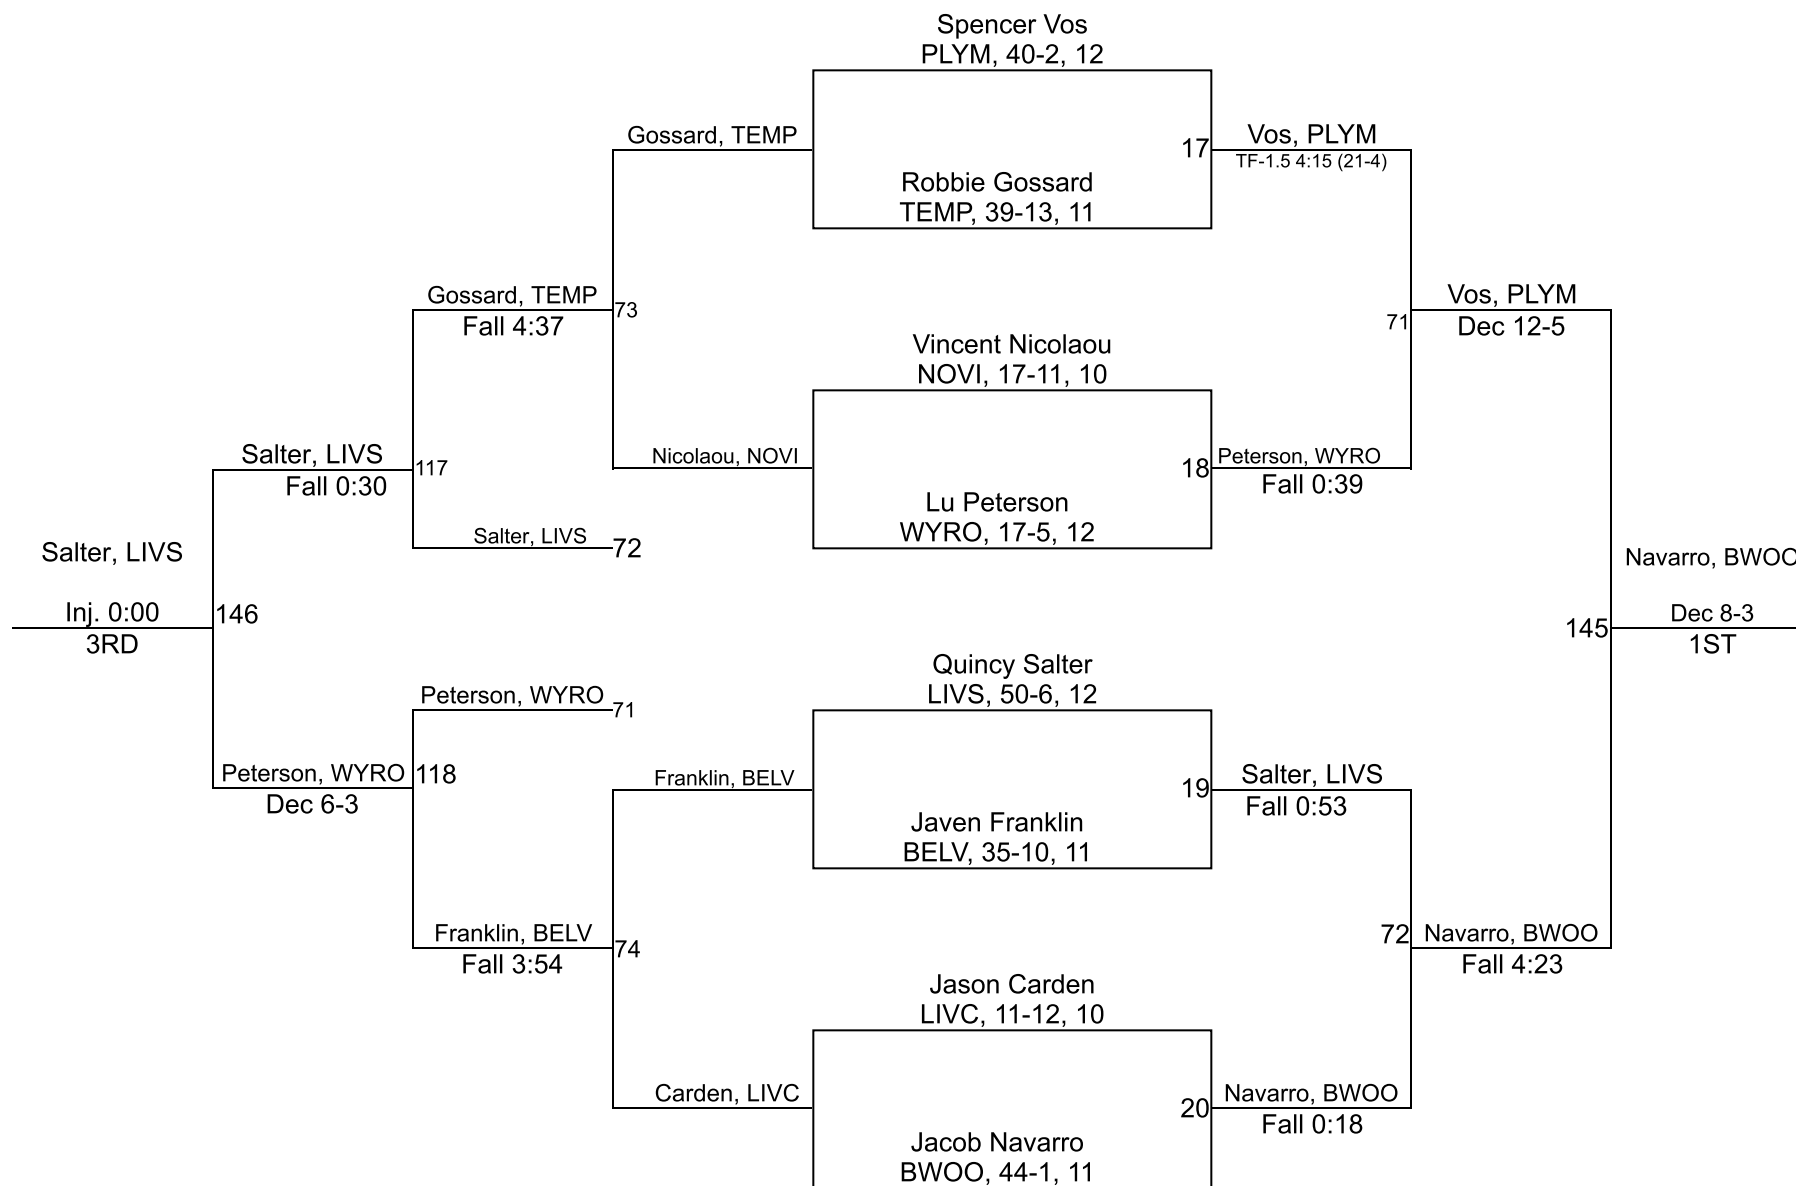 Spencer Vos
PLYM, 40-2, 12
Gossard, TEMP
17
Vos, PLYM
TF-1.5 4:15 (21-4)
Robbie Gossard
TEMP, 39-13, 11
Gossard, TEMP
Fall 4:37
73
71
Vos, PLYM
Dec 12-5
Vincent Nicolaou
NOVI, 17-11, 10
Salter, LIVS
Fall 0:30
117
Nicolaou, NOVI
18
Peterson, WYRO
Fall 0:39
Lu Peterson
WYRO, 17-5, 12
Salter, LIVS
72
Salter, LIVS
Inj. 0:00
3RD
146
Navarro, BWOO
145
Dec 8-3
1ST
Quincy Salter
LIVS, 50-6, 12
Peterson, WYRO
71
Peterson, WYRO
Dec 6-3
118
Franklin, BELV
19
Salter, LIVS
Fall 0:53
Javen Franklin
BELV, 35-10, 11
Franklin, BELV
Fall 3:54
74
72
Navarro, BWOO
Fall 4:23
Jason Carden
LIVC, 11-12, 10
Carden, LIVC
20
Navarro, BWOO
Fall 0:18
Jacob Navarro
BWOO, 44-1, 11